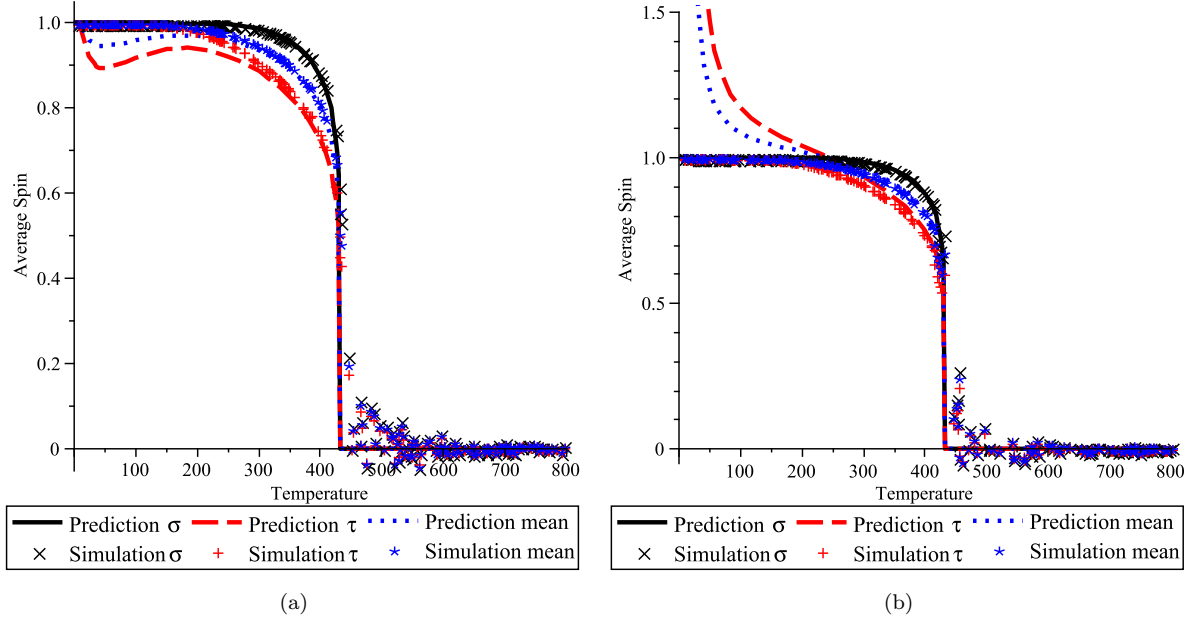 1.0
0.8
0.6
0.4
0.2
0
Average Spin
100 200 300 400 500 600 700 800
Temperature
Prediction σ Prediction τ Prediction mean
Simulation σ Simulation τ Simulation mean
(a)
1.5
1.0
0.5
0
Average Spin
100 200 300 400 500 600 700 800
Temperature
Prediction σ Prediction τ Prediction mean
Simulation σ Simulation τ Simulation mean
(b)